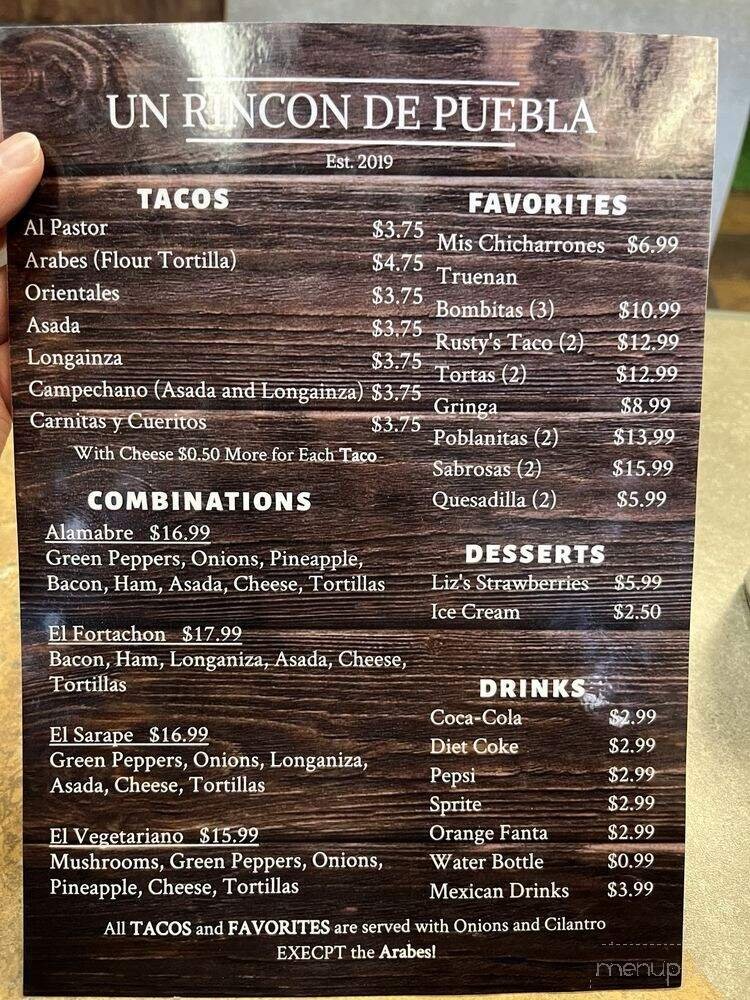 UN RINCON DE PUEBLA
Est. 2019
TACOS
Al Pastor $3.75
Arabes (Flour Tortilla) $4.75
Orientales $3.75
Asada $3.75
Longainza $3.75
Campechano (Asada and Longainza) $3.75
Carnitas y Cueritos $3.75
With Cheese $0.50 More for Each Taco
COMBINATIONS
Alamabre $16.99
Green Peppers, Onions, Pineapple,
Bacon, Ham, Asada, Cheese, Tortillas
El Fortachon $17.99
Bacon, Ham, Longaniza, Asada, Cheese,
Tortillas
El Sarape $16.99
Green Peppers, Onions, Longaniza,
Asada, Cheese, Tortillas
El Vegetariano $15.99
Mushrooms, Green Peppers, Onions,
Pineapple, Cheese, Tortillas
FAVORITES
Mis Chicharrones $6.99
Truenan
Bombitas (3) $10.99
Rusty's Taco (2) $12.99
Tortas (2) $12.99
Gringa $8.99
Poblanitas (2) $13.99
Sabrosas (2) $15.99
Quesadilla (2) $5.99
DESSERTS
Liz's Strawberries $5.99
Ice Cream $2.50
DRINKS
Coca-Cola $2.99
Diet Coke $2.99
Pepsi $2.99
Sprite $2.99
Orange Fanta $2.99
Water Bottle $0.99
Mexican Drinks $3.99
All TACOS and FAVORITES are served with Onions and Cilantro
EXECPT the Arabes!
menup